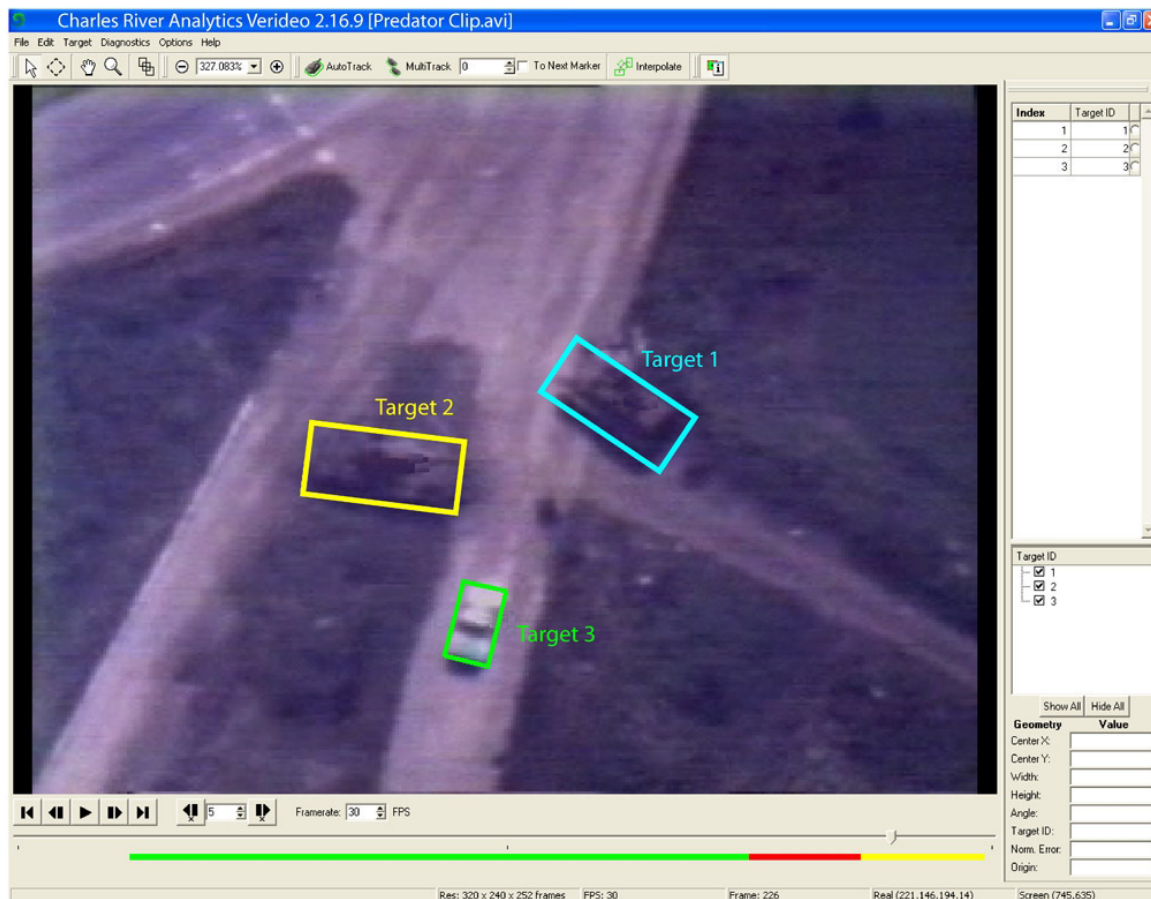 Charles River Analytics Verideo 2.16.9 [Predator Clip.avi]
File Edit Target Diagnostics Options Help
327.083% AutoTrack MultiTrack 0 To Next Marker Interpolate
Index Target ID
1 1
2 2
3 3
Target 1
Target 2
Target 3
Target ID
1
2
3
Show All Hide All
Geometry Value
Center X:
Center Y:
Width:
Height:
Angle:
Target ID:
Norm. Error:
Origin:
5 Framerate: 30 FPS
Res: 320 x 240 x 252 frames FPS: 30 Frame: 226 Real (221.146,194.14) Screen (745,635)